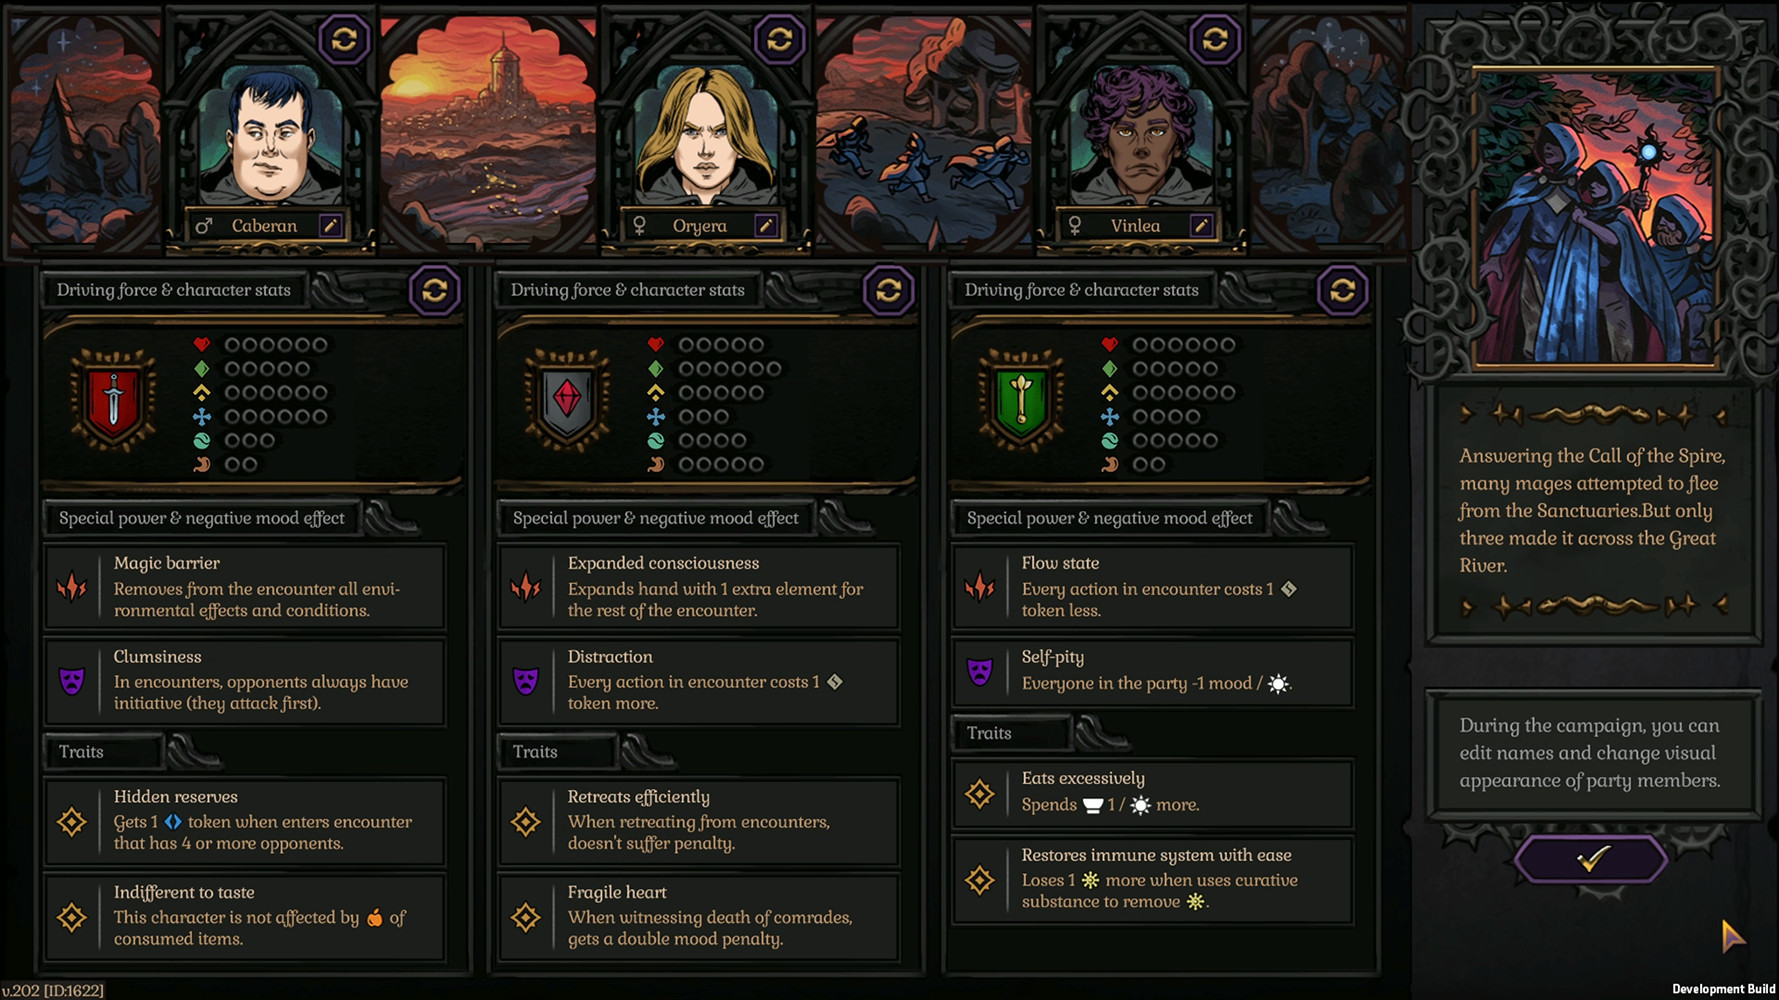 Caberan
Oryera
Vinlea
Driving force & character stats
Driving force & character stats
Driving force & character stats
Special power & negative mood effect
Magic barrier
Removes from the encounter all envi-
ronmental effects and conditions.
Clumsiness
In encounters, opponents always have
initiative (they attack first).
Traits
Hidden reserves
Gets 1 token when enters encounter
that has 4 or more opponents.
Indifferent to taste
This character is not affected by of
consumed items.
Special power & negative mood effect
Expanded consciousness
Expands hand with 1 extra element for
the rest of the encounter.
Distraction
Every action in encounter costs 1
token more.
Traits
Retreats efficiently
When retreating from encounters,
doesn't suffer penalty.
Fragile heart
When witnessing death of comrades,
gets a double mood penalty.
Special power & negative mood effect
Flow state
Every action in encounter costs 1
token less.
Self-pity
Everyone in the party -1 mood / .
Traits
Eats excessively
Spends 1 / more.
Restores immune system with ease
Loses 1 more when uses curative
substance to remove .
Answering the Call of the Spire,
many mages attempted to flee
from the Sanctuaries.But only
three made it across the Great
River.
During the campaign, you can
edit names and change visual
appearance of party members.
v.202 [ID:1622]
Development Build